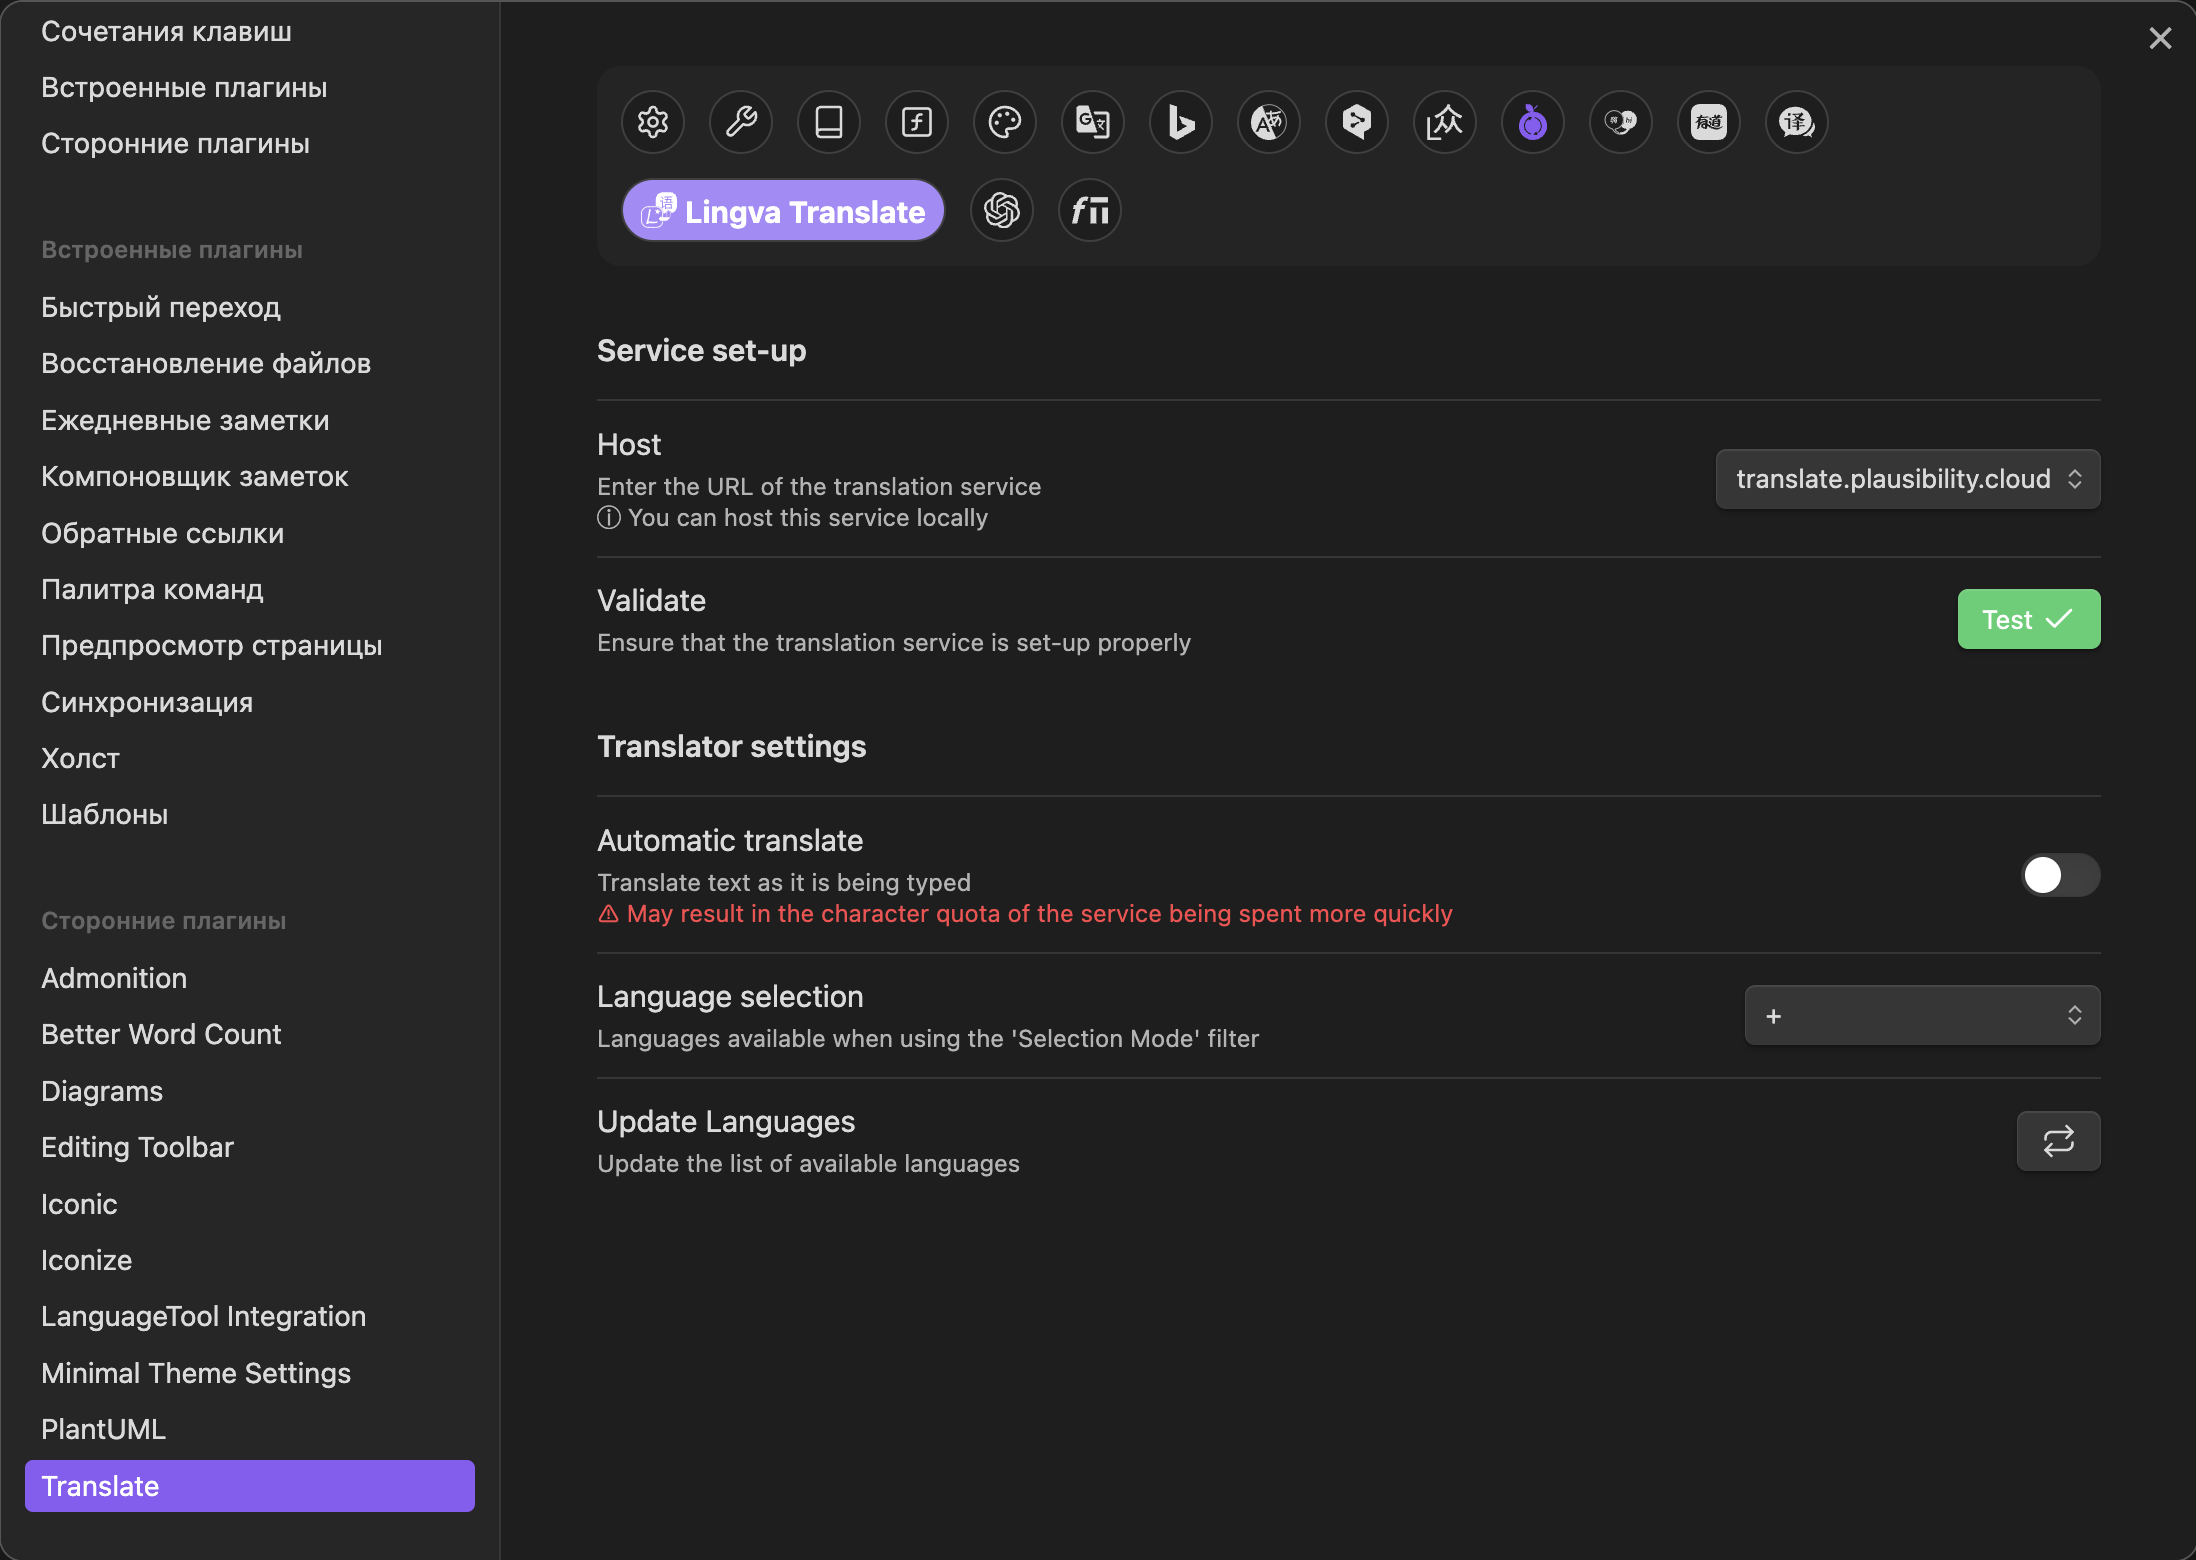 Сочетания клавиш
Встроенные плагины
Сторонние плагины
Встроенные плагины
Быстрый переход
Восстановление файлов
Ежедневные заметки
Компоновщик заметок
Обратные ссылки
Палитра команд
Предпросмотр страницы
Синхронизация
Холст
Шаблоны
Сторонние плагины
Admonition
Better Word Count
Diagrams
Editing Toolbar
Iconic
Iconize
LanguageTool Integration
Minimal Theme Settings
PlantUML
Translate
有道
译
Lingva Translate
Service set-up
Host
Enter the URL of the translation service
You can host this service locally
translate.plausibility.cloud
Validate
Ensure that the translation service is set-up properly
Test
Translator settings
Automatic translate
Translate text as it is being typed
May result in the character quota of the service being spent more quickly
Language selection
Languages available when using the 'Selection Mode' filter
+
Update Languages
Update the list of available languages